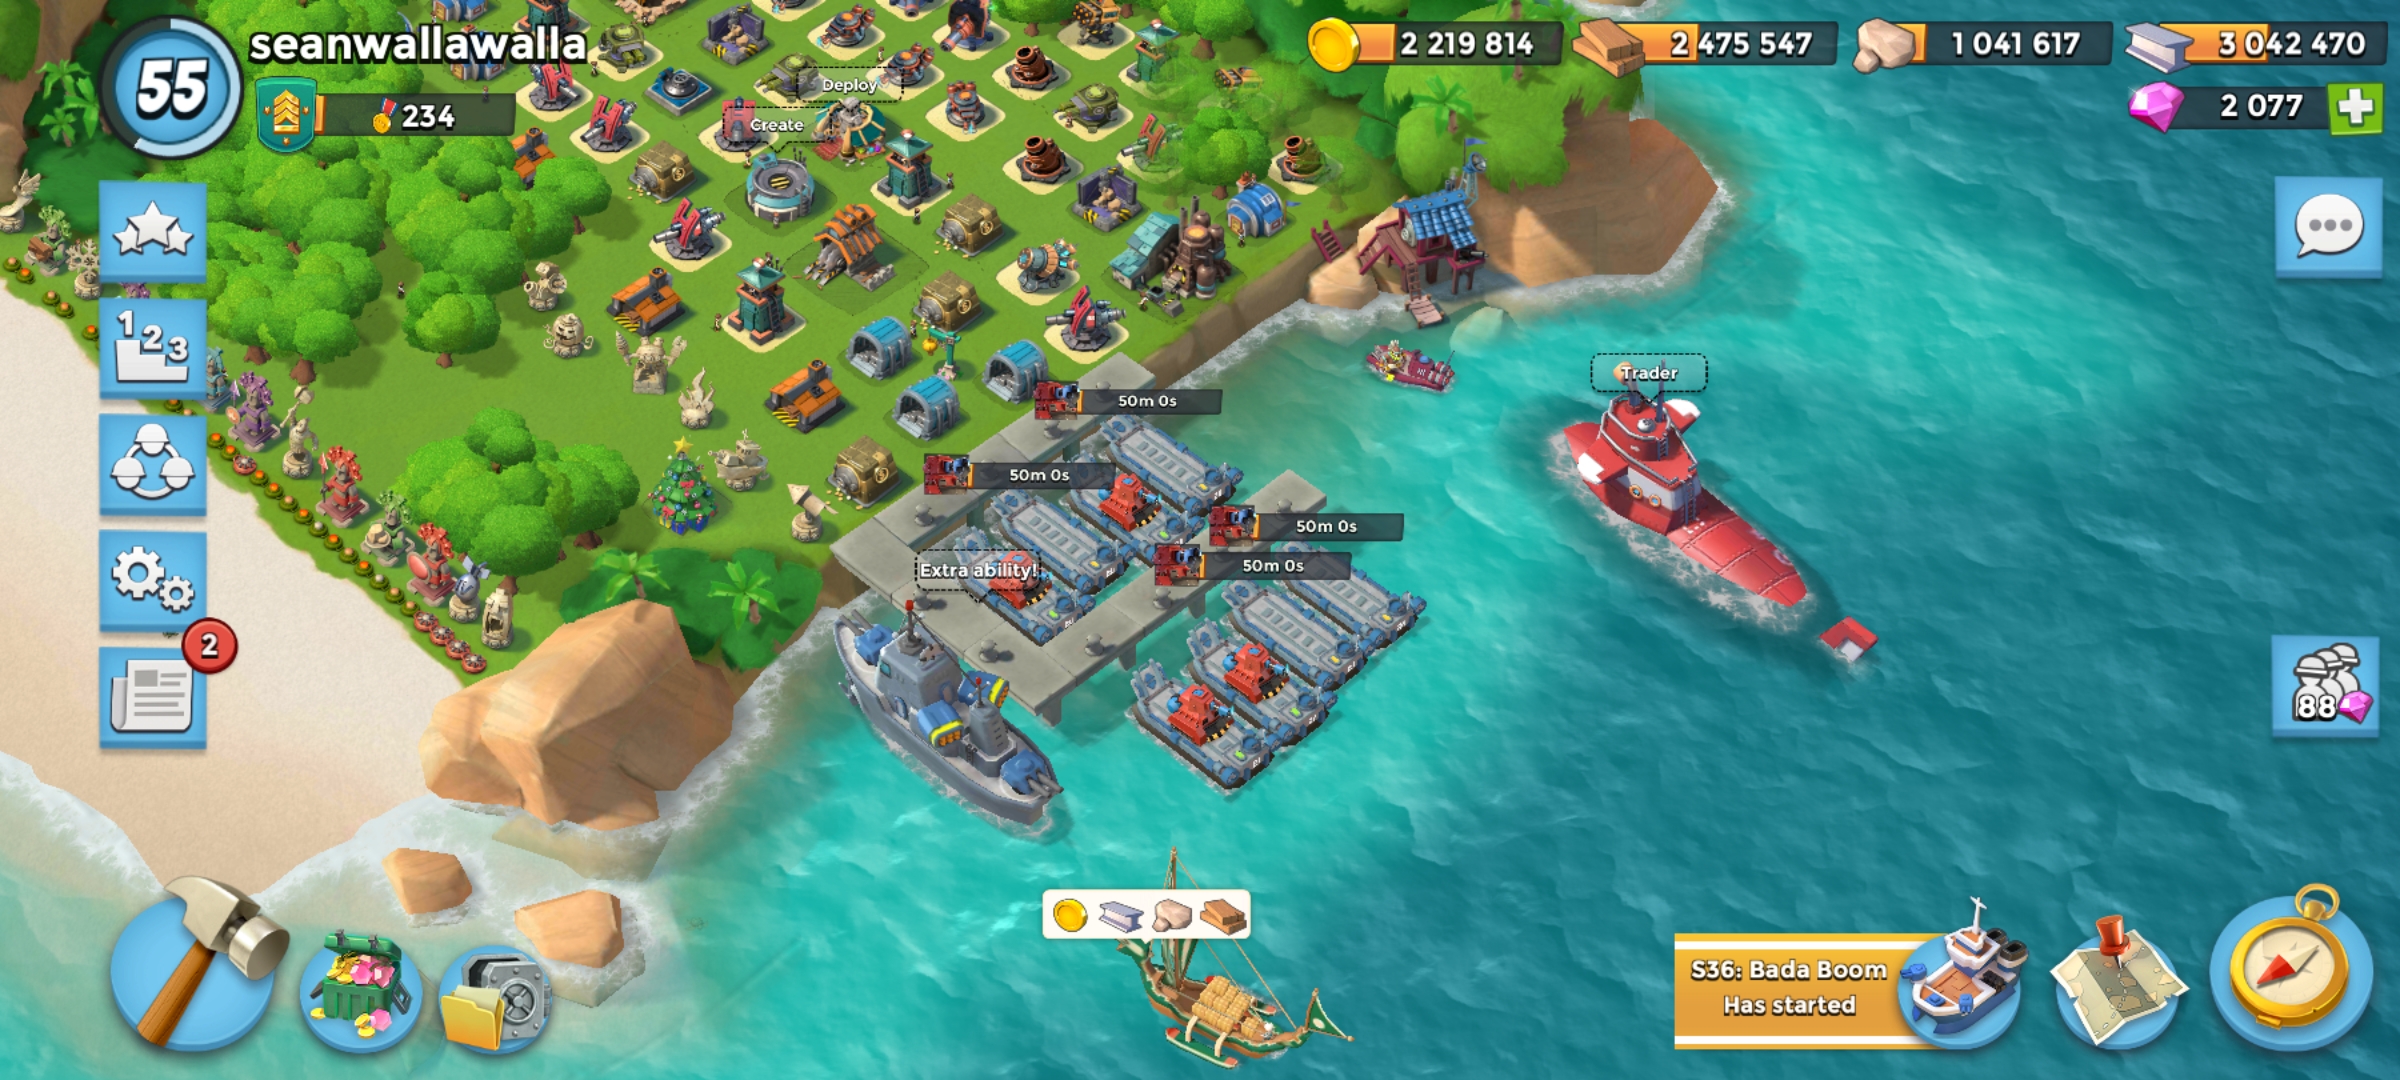 55
seanwallawalla
234
2 219 814
2 475 547
1 041 617
3 042 470
2 077
Deploy
Create
123
Trader
50m 0s
50m 0s
50m 0s
50m 0s
Extra ability!
2
88
S36: Bada Boom
Has started